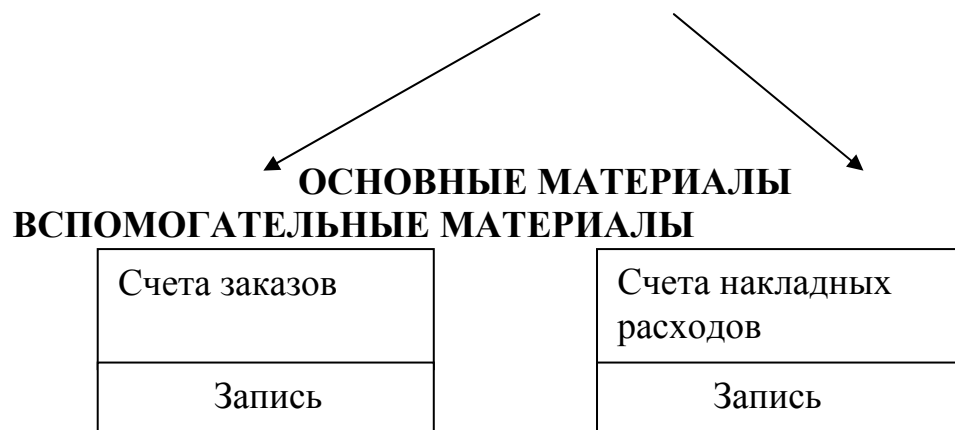 ОСНОВНЫЕ МАТЕРИАЛЫ
ВСПОМОГАТЕЛЬНЫЕ МАТЕРИАЛЫ
Счета заказов
Запись
Счета накладных
расходов
Запись